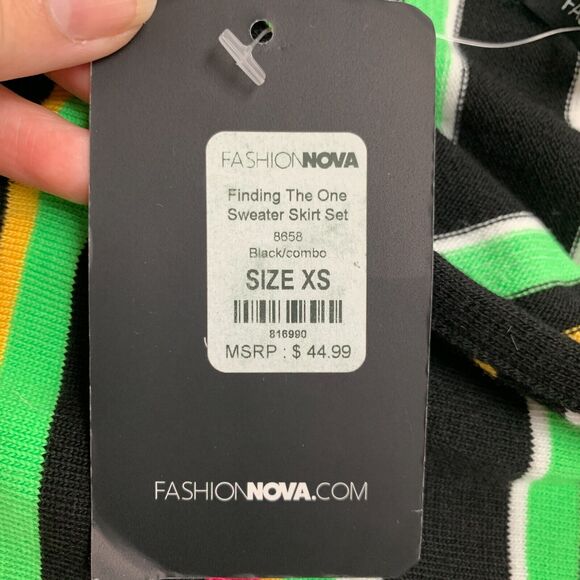 FASHIONNOVA
Finding The One
Sweater Skirt Set
8658
Black/combo
SIZE XS
816990
MSRP : $ 44.99
FASHIONNOVA.COM